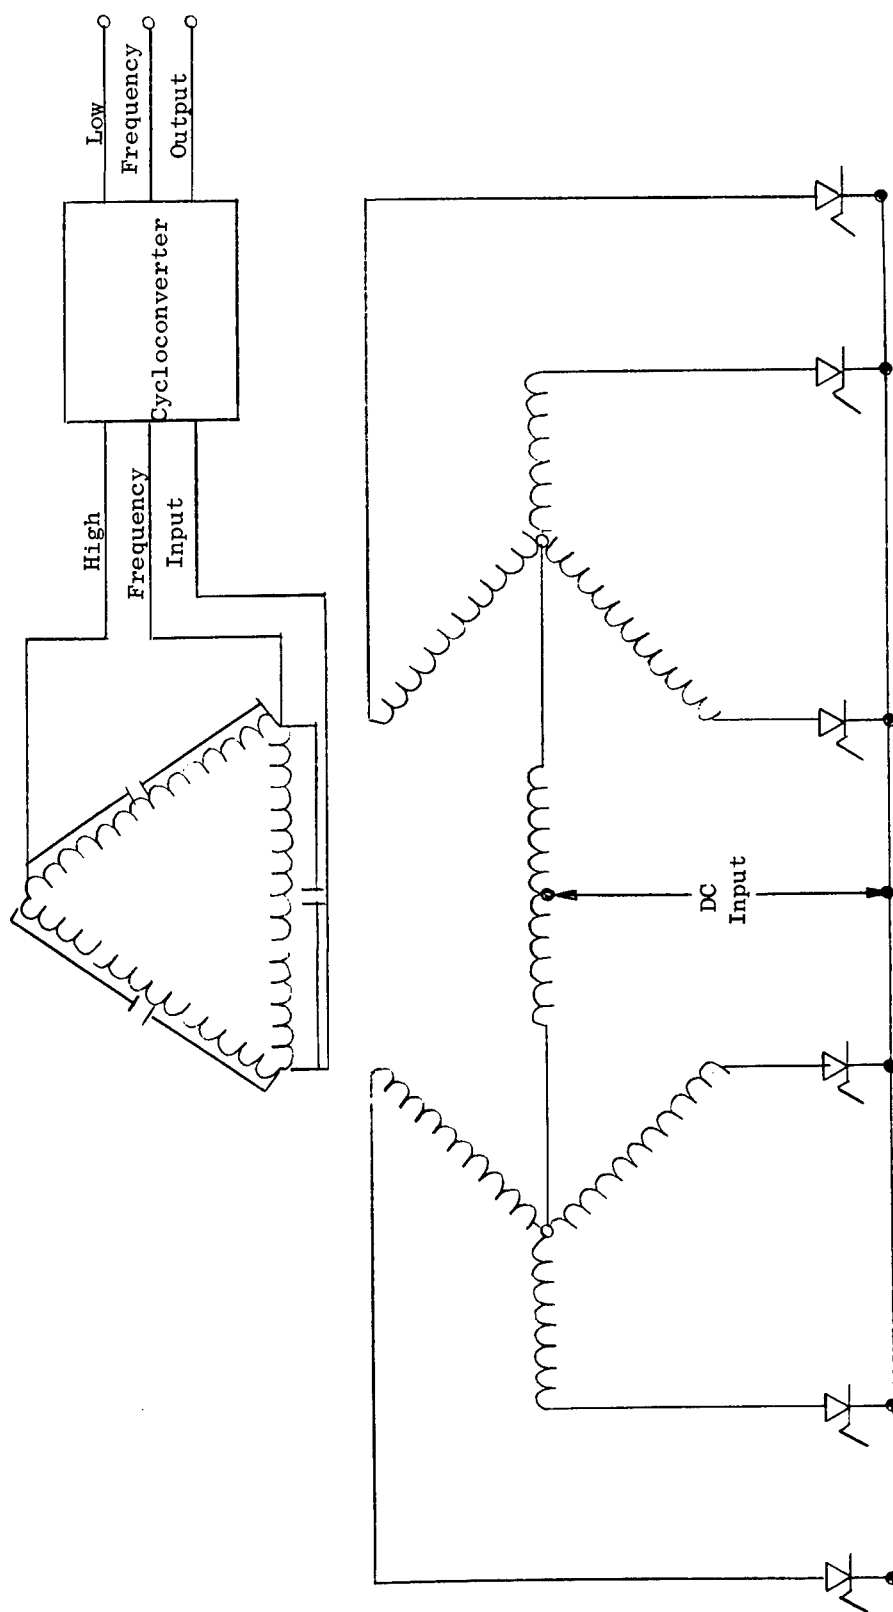 Low
Frequency
Output
Cycloconverter
High
Frequency
Input
DC
Input